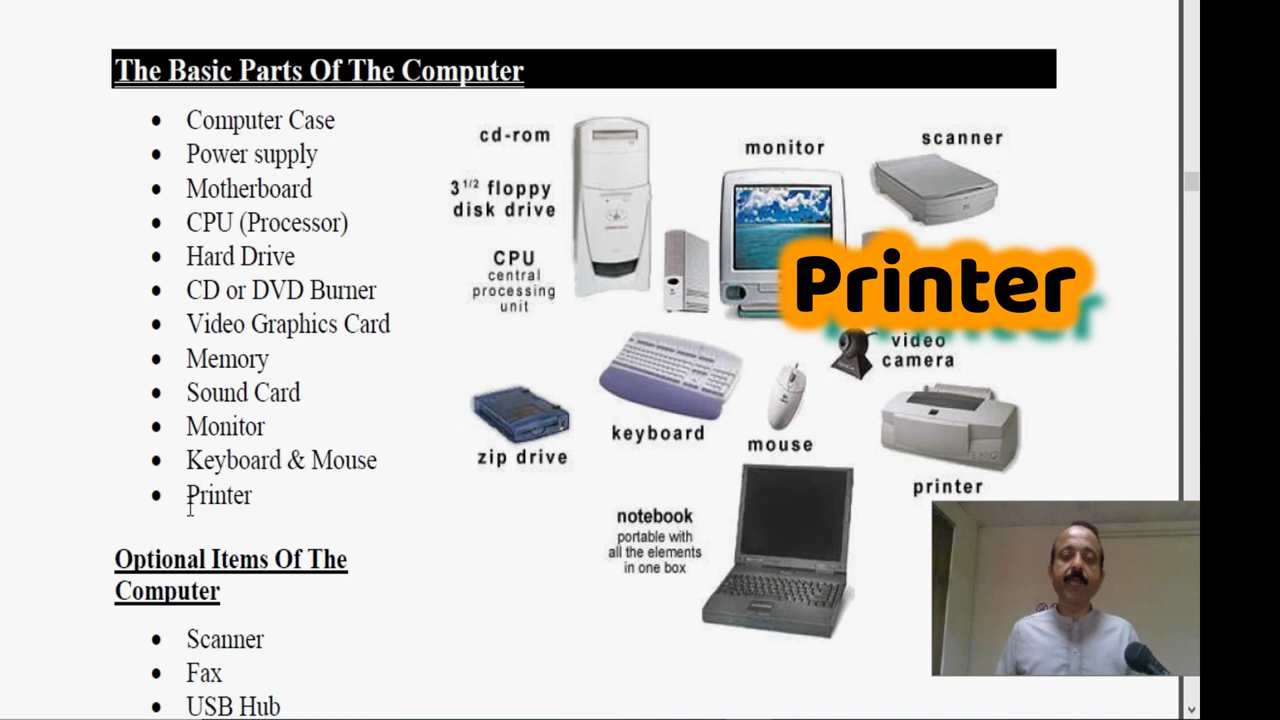 The Basic Parts Of The Computer
• Computer Case
• Power supply
• Motherboard
• CPU (Processor)
• Hard Drive
• CD or DVD Burner
• Video Graphics Card
• Memory
• Sound Card
• Monitor
• Keyboard & Mouse
• Printer
Optional Items Of The
Computer
• Scanner
• Fax
• USB Hub
cd-rom
3 1/2 floppy
disk drive
CPU
central
processing
unit
monitor
scanner
Printer
video
camera
keyboard
mouse
zip drive
printer
notebook
portable with
all the elements
in one box